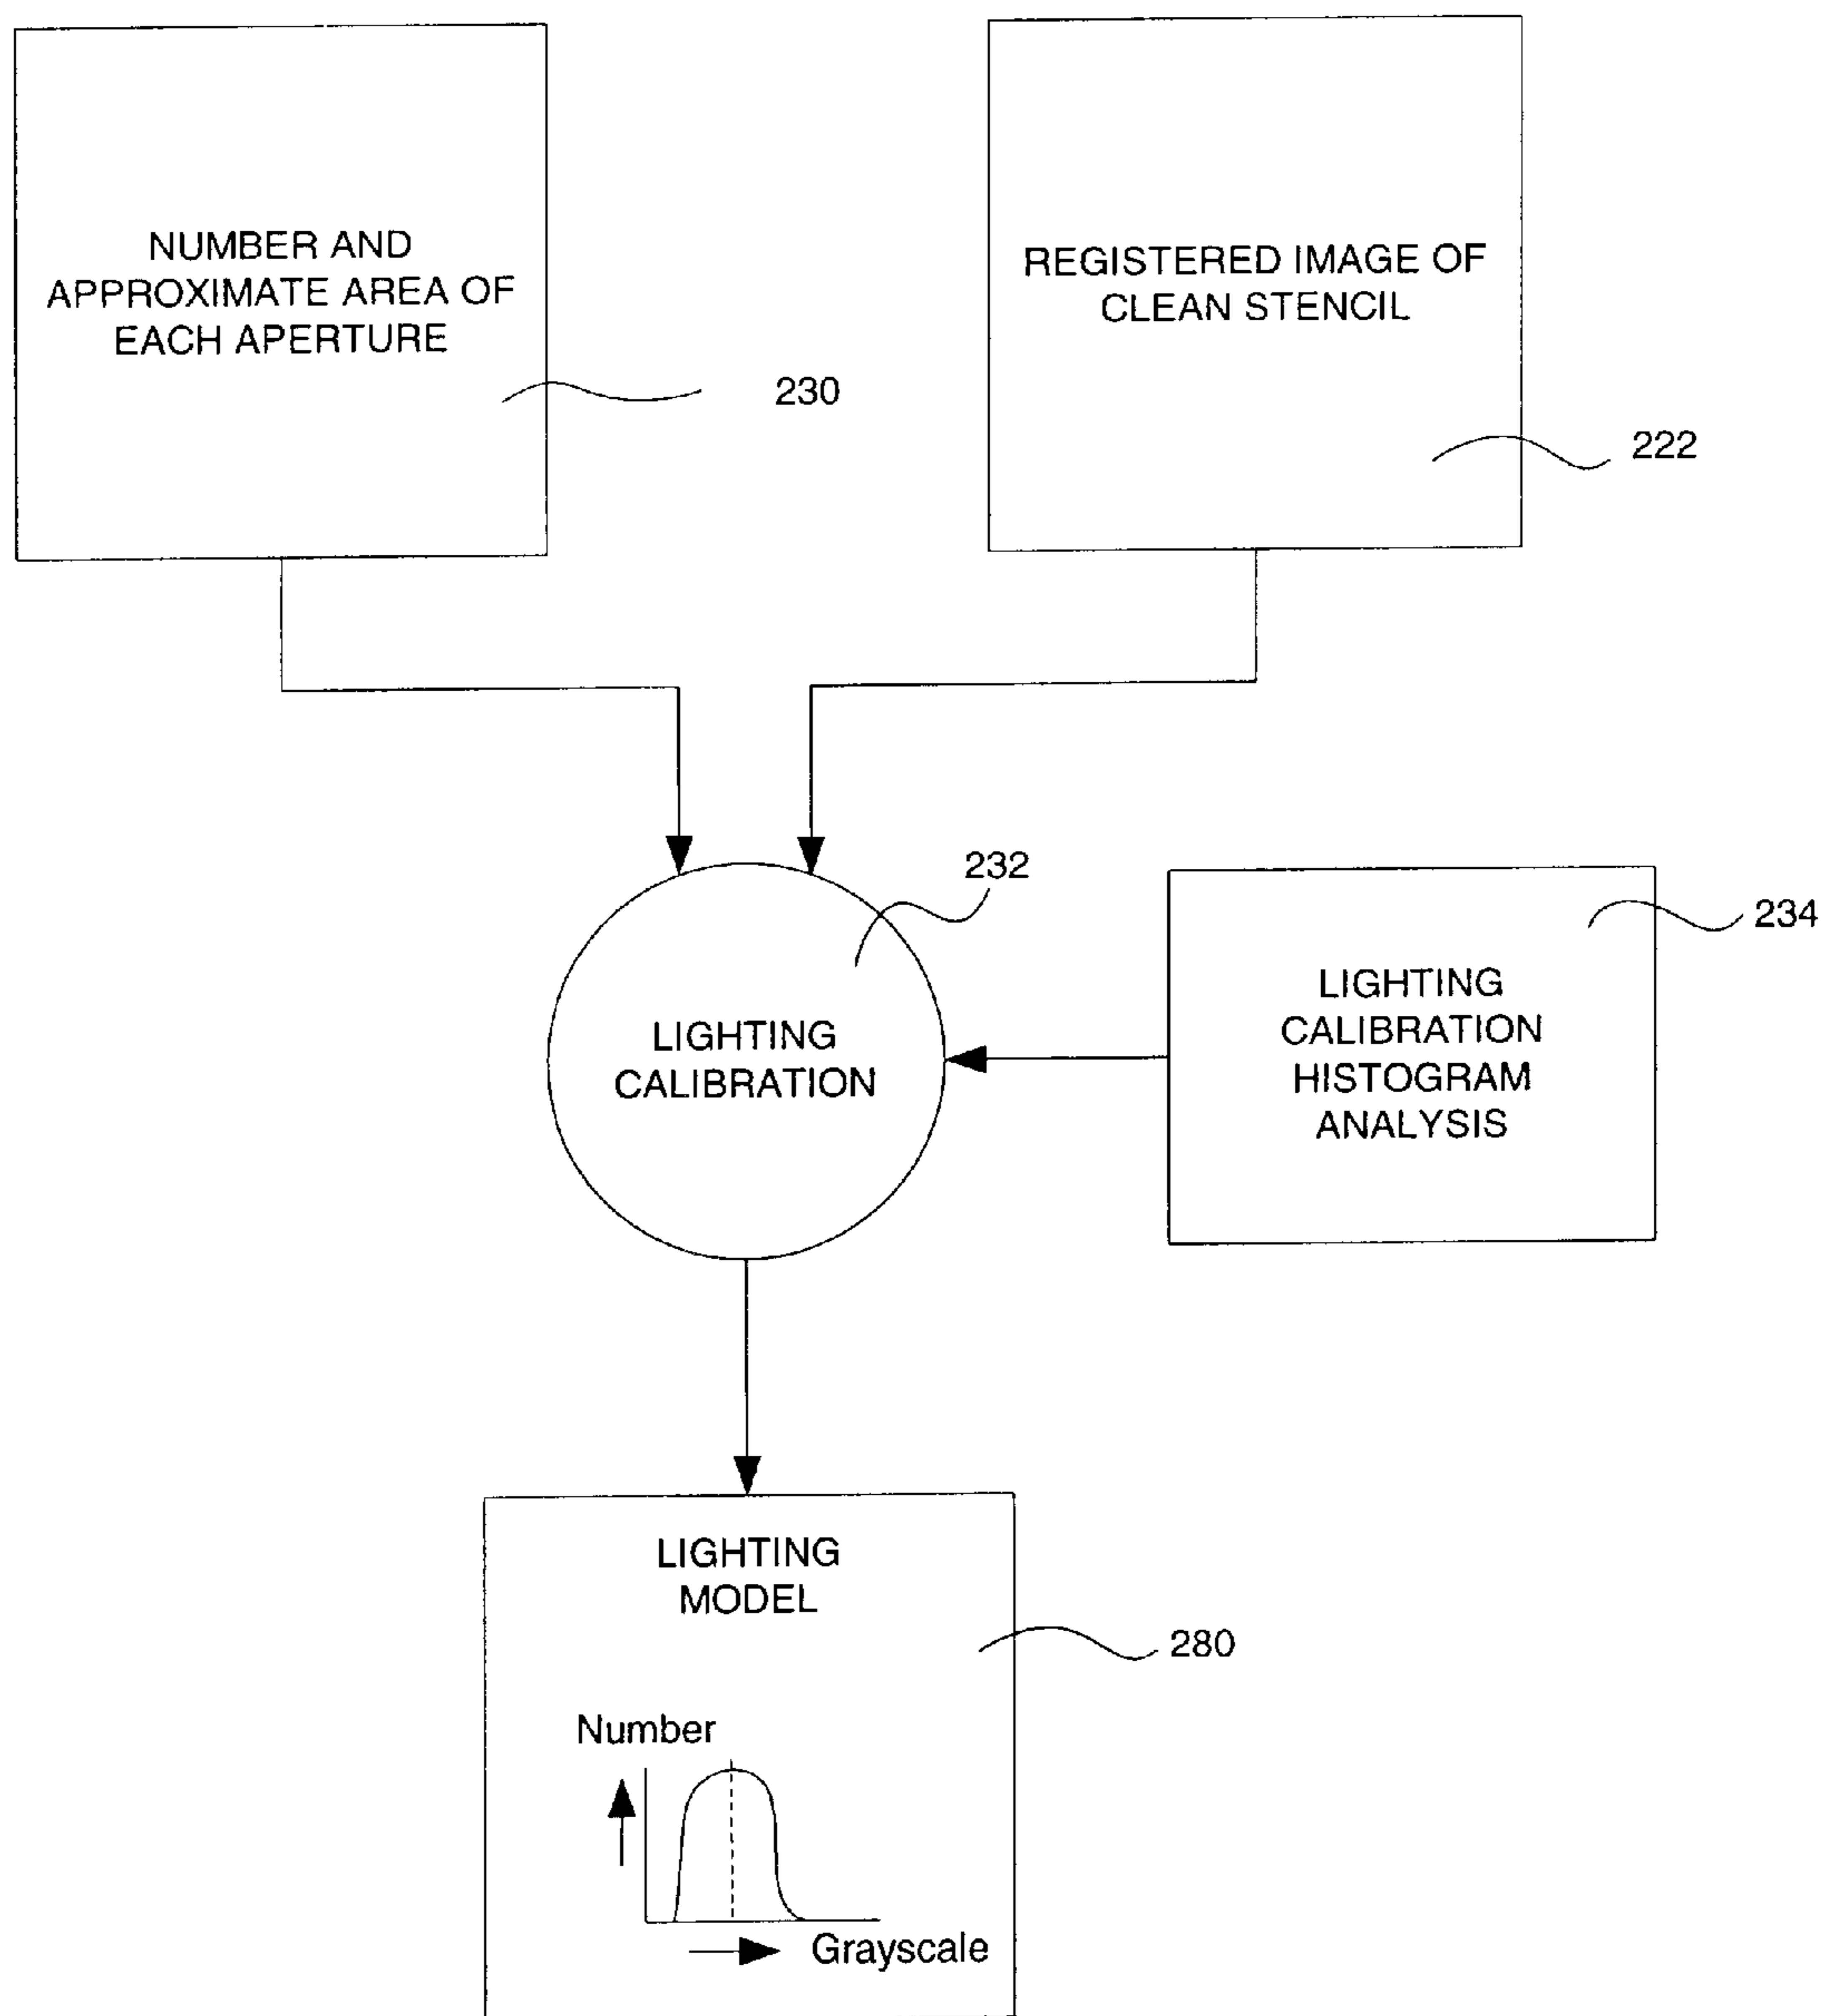 NUMBER AND
APPROXIMATE AREA OF
EACH APERTURE
230
REGISTERED IMAGE OF
CLEAN STENCIL
222
232
LIGHTING
CALIBRATION
234
LIGHTING
CALIBRATION
HISTOGRAM
ANALYSIS
LIGHTING
MODEL
280
Number
Grayscale